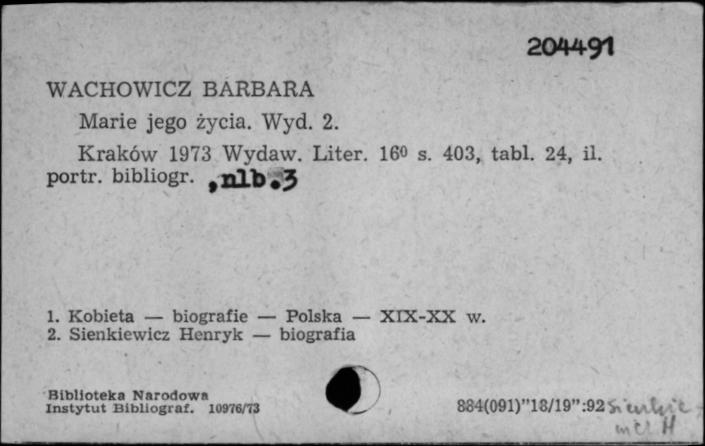 204491
WACHOWICZ BARBARA
Marie jego życia. Wyd. 2.
Kraków 1973 Wydaw. Liter. 16⁰ s. 403, tabl. 24, il.
portr. bibliogr. , nlb. 3
1. Kobieta — biografie — Polska — XIX-XX w.
2. Sienkiewicz Henryk — biografia
Biblioteka Narodowa
Instytut Bibliograf. 10976/73
884(091)"18/19":92 Sienkie-
wicz H